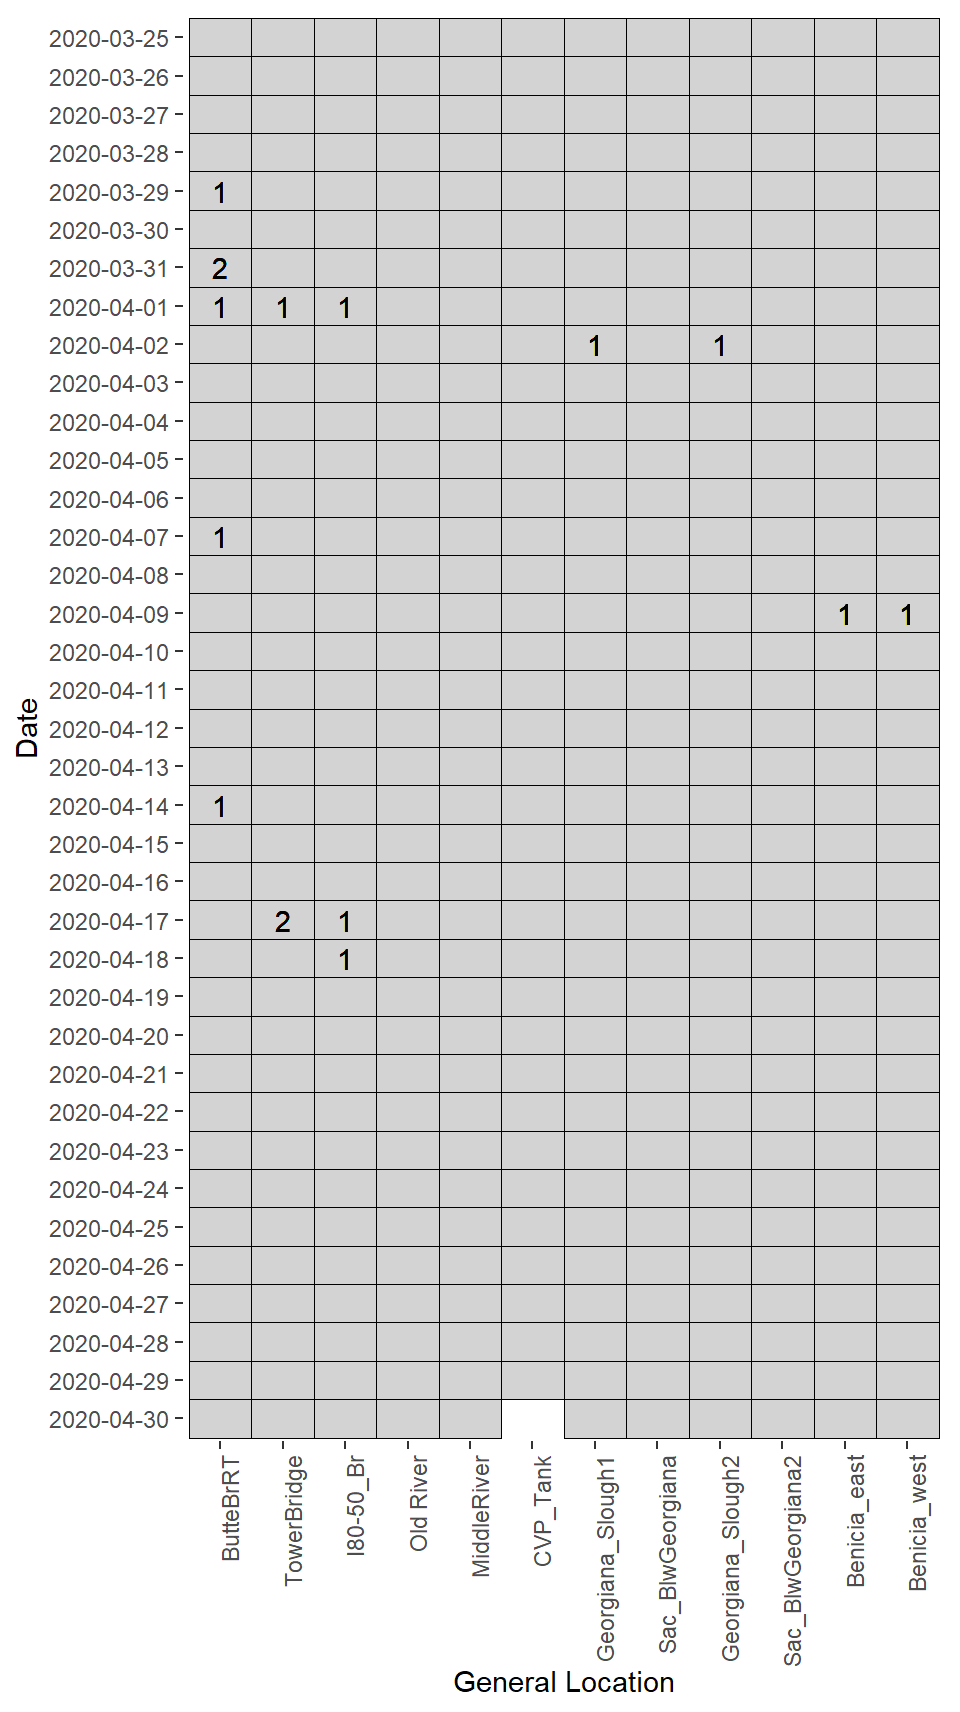 2020-03-25
2020-03-26
2020-03-27
2020-03-28
2020-03-29 1
2020-03-30
2020-03-31 2
2020-04-01 1 1 1
2020-04-02 1 1
2020-04-03
2020-04-04
2020-04-05
2020-04-06
2020-04-07 1
2020-04-08
2020-04-09 1 1
2020-04-10
2020-04-11
2020-04-12
2020-04-13
2020-04-14 1
2020-04-15
2020-04-16
2020-04-17 2 1
2020-04-18 1
2020-04-19
2020-04-20
2020-04-21
2020-04-22
2020-04-23
2020-04-24
2020-04-25
2020-04-26
2020-04-27
2020-04-28
2020-04-29
2020-04-30
Date
ButteBrRT
TowerBridge
I80-50_Br
Old River
MiddleRiver
CVP_Tank
Georgiana_Slough1
Sac_BlwGeorgiana
Georgiana_Slough2
Sac_BlwGeorgiana2
Benicia_east
Benicia_west
General Location